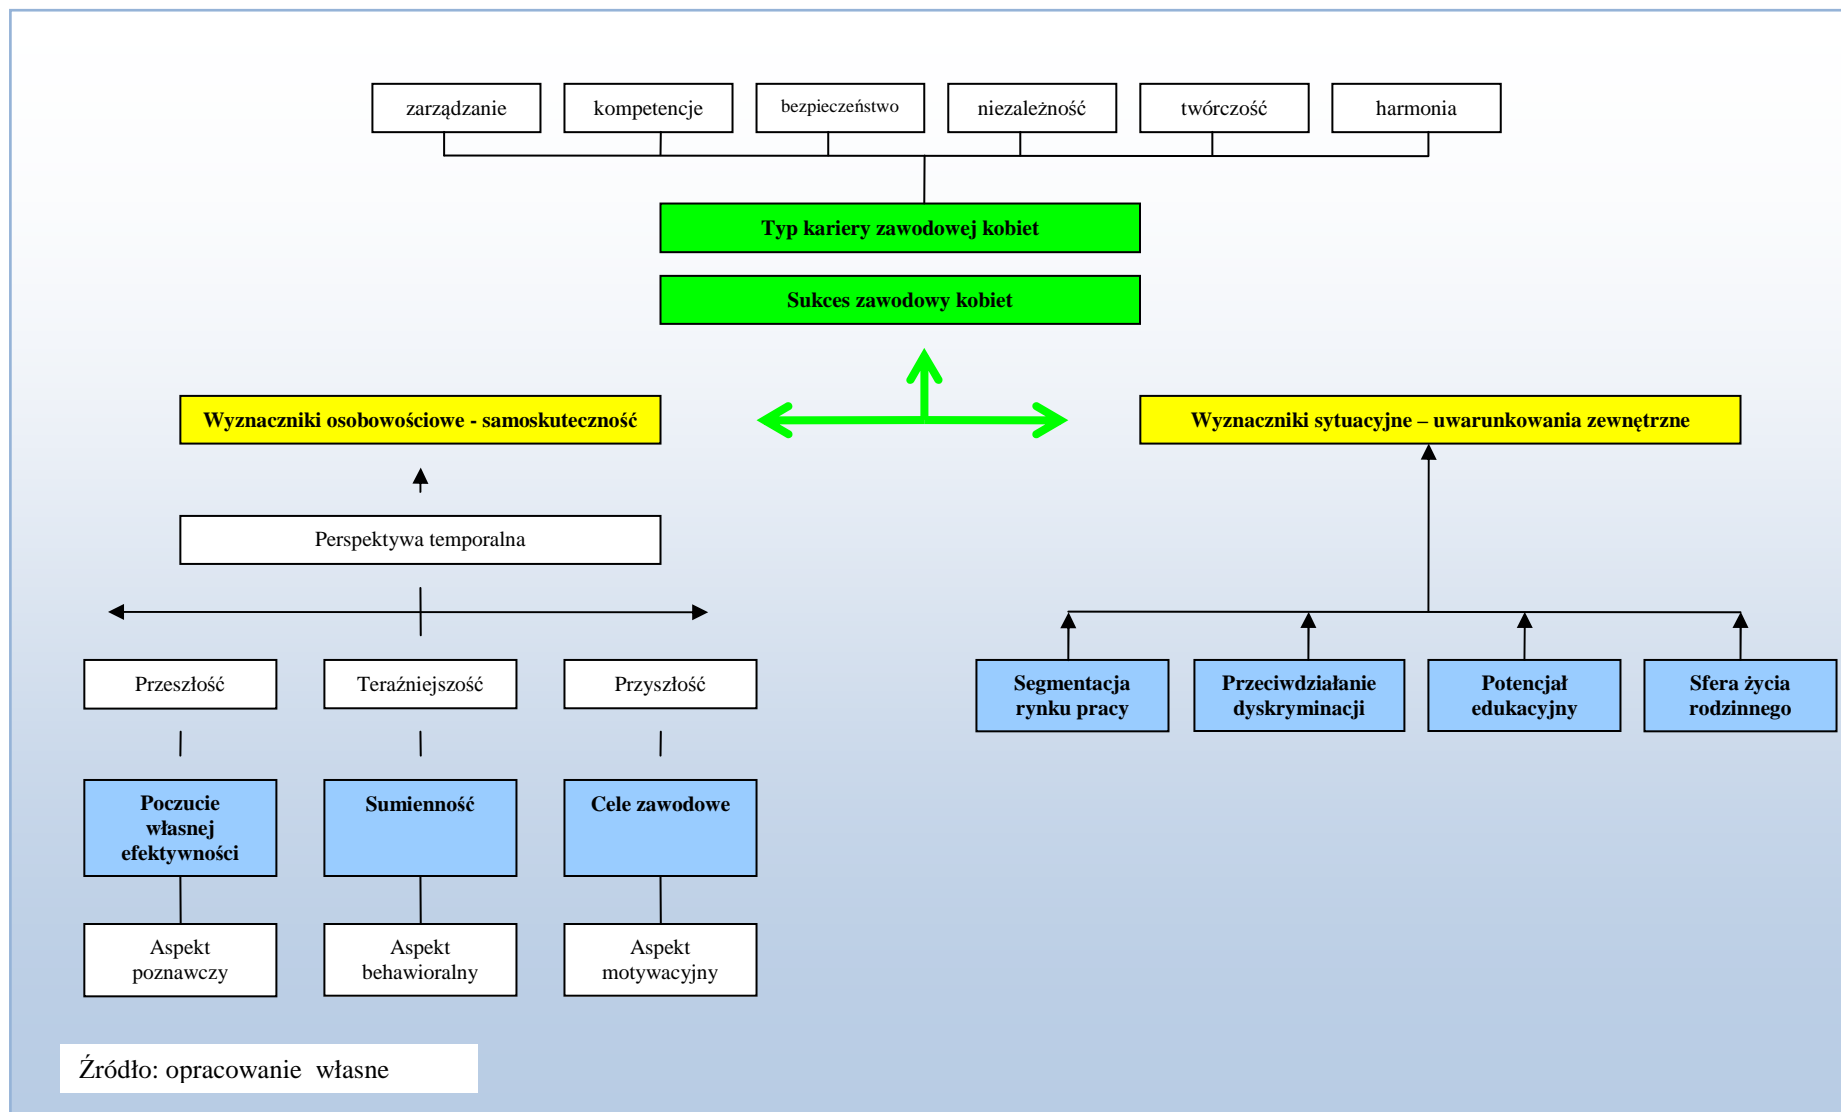 zarządzanie
kompetencje
bezpieczeństwo
niezależność
twórczość
harmonia
Typ kariery zawodowej kobiet
Sukces zawodowy kobiet
Wyznaczniki osobowościowe - samoskuteczność
Wyznaczniki sytuacyjne – uwarunkowania zewnętrzne
Perspektywa temporalna
Przeszłość
Teraźniejszość
Przyszłość
Segmentacja
rynku pracy
Przeciwdziałanie
dyskryminacji
Potencjał
edukacyjny
Sfera życia
rodzinnego
Poczucie
własnej
efektywności
Sumienność
Cele zawodowe
Aspekt
poznawczy
Aspekt
behawioralny
Aspekt
motywacyjny
Źródło: opracowanie  własne